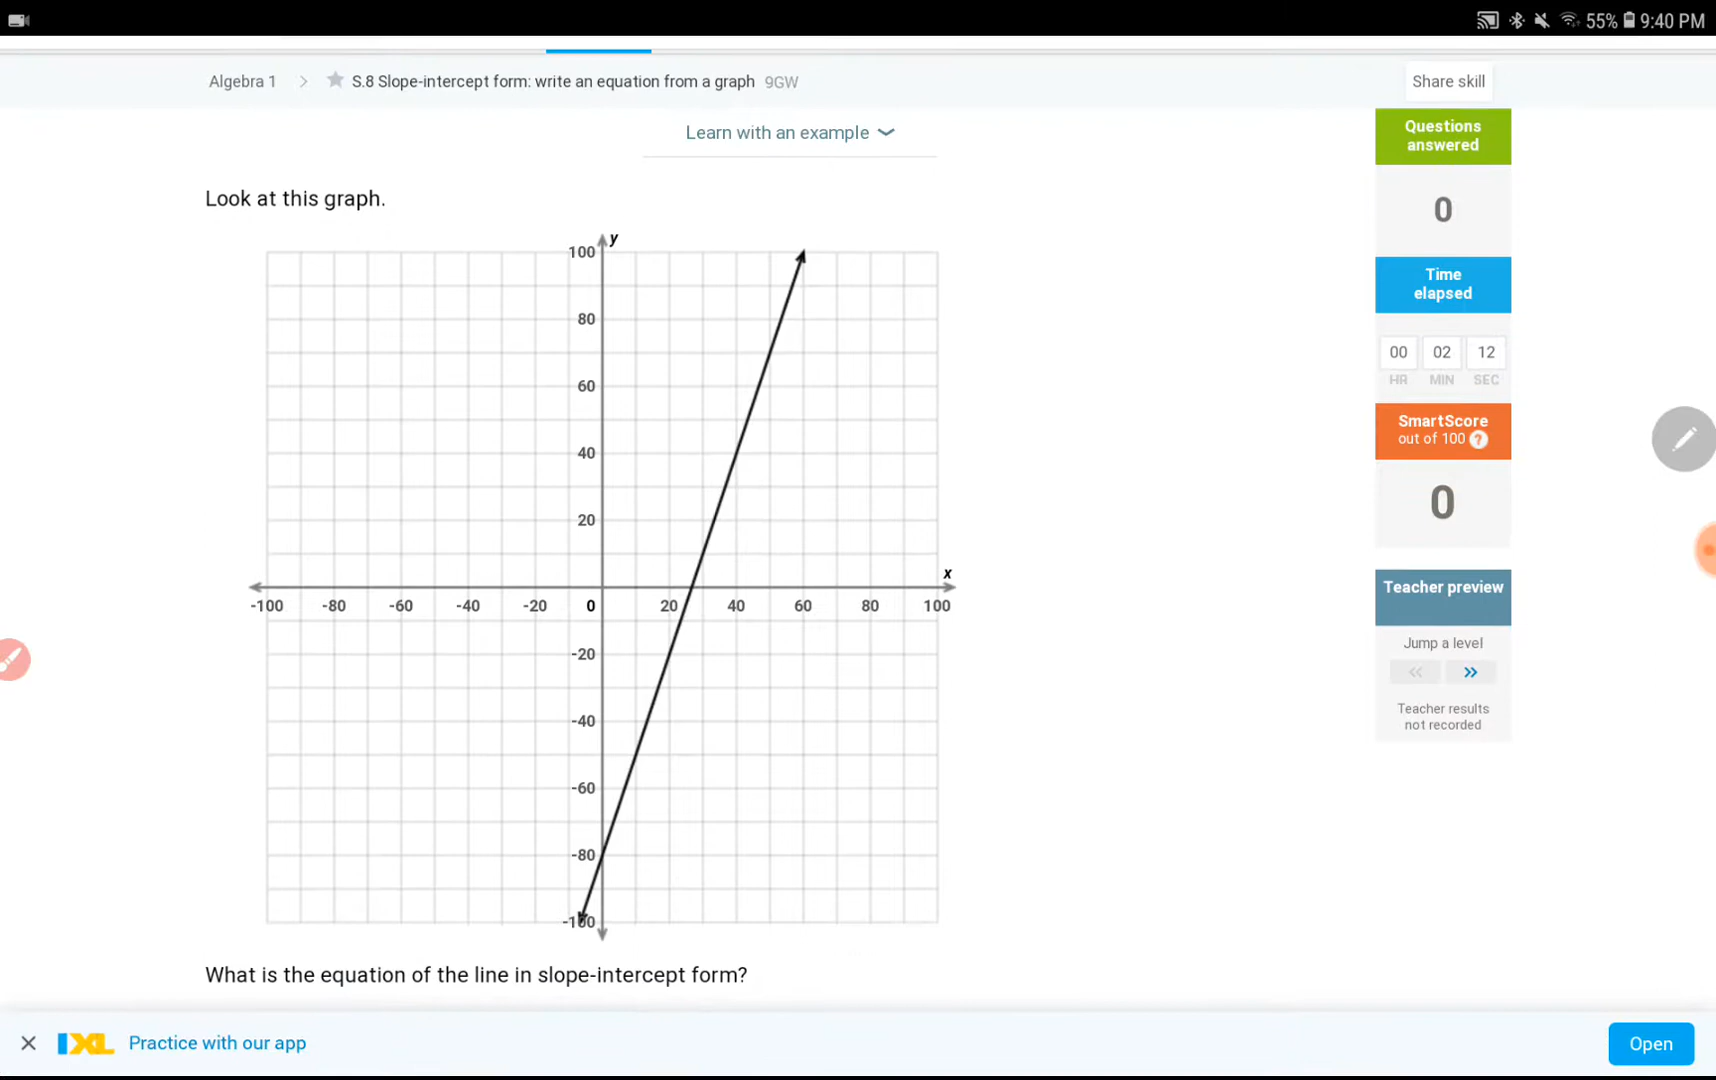 55% 9:40 PM
Algebra 1 > S.8 Slope-intercept form: write an equation from a graph 9GW
Share skill
Learn with an example
Questions
answered
0
Time
elapsed
00 02 12
HR MIN SEC
SmartScore
out of 100 ?
0
Teacher preview
Jump a level
Teacher results
not recorded
Look at this graph.
y
100
80
60
40
20
x
-100 -80 -60 -40 -20 0 20 40 60 80 100
-20
-40
-60
-80
-100
What is the equation of the line in slope-intercept form?
IXL Practice with our app
Open